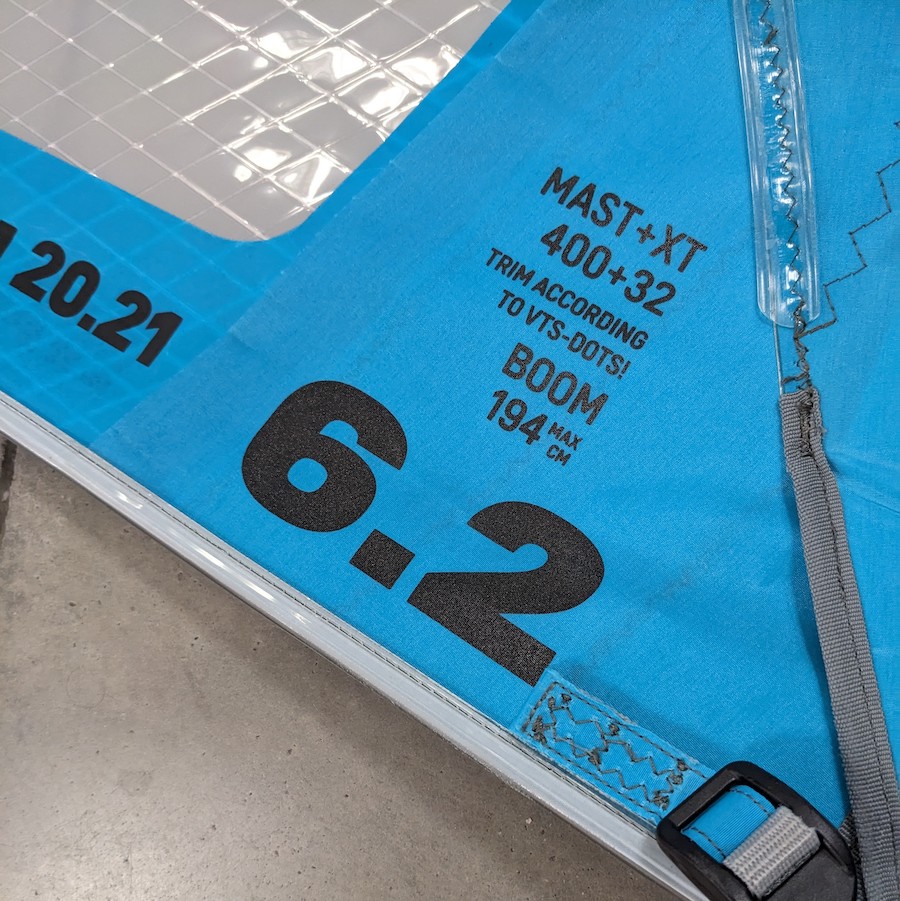 20.21
MAST+XT
400+32
TRIM ACCORDING
TO VTS-DOTS!
BOOM
194 MAX CM
6.2